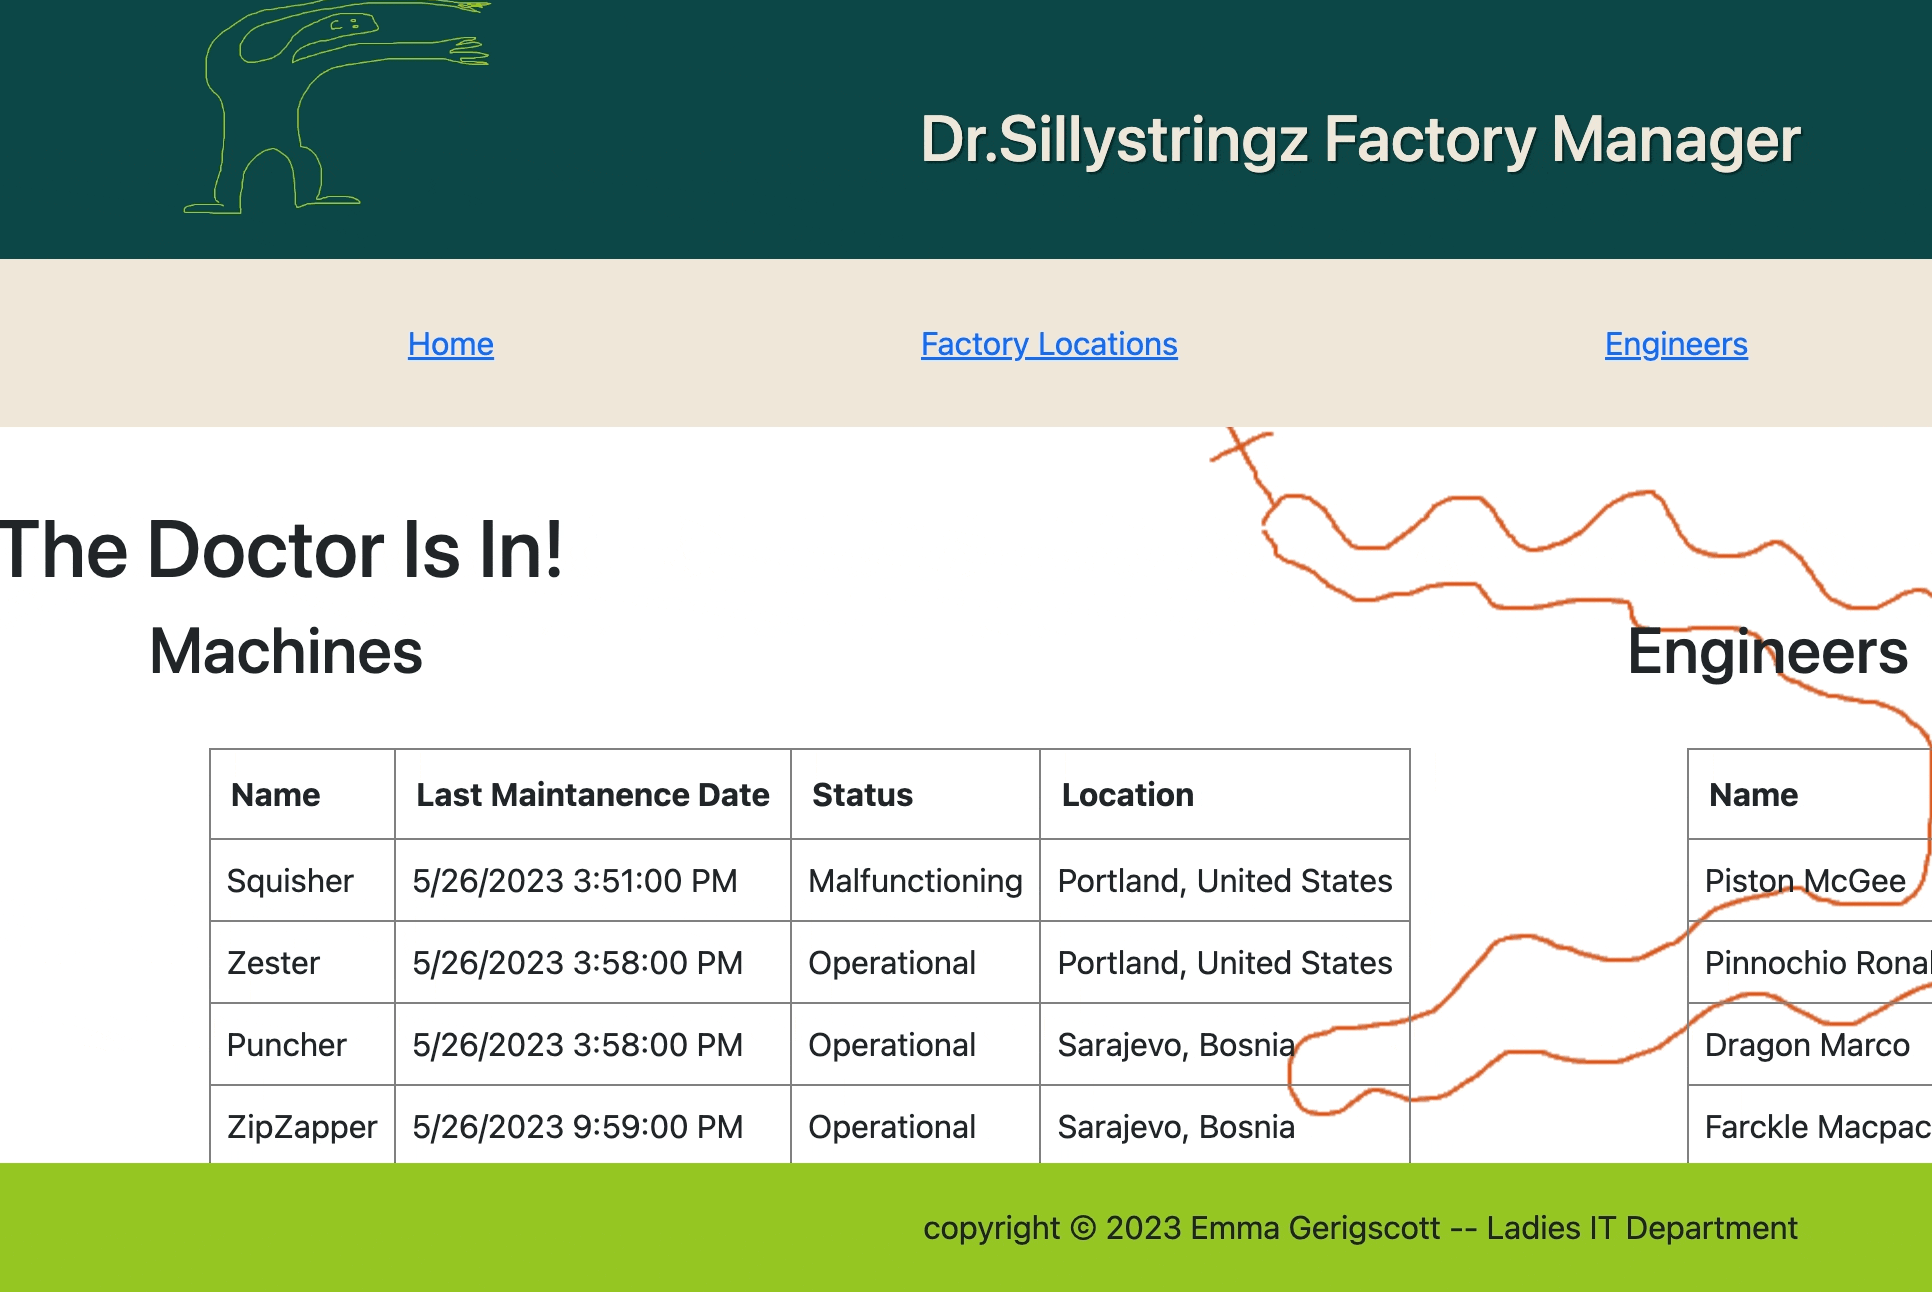 Dr.Sillystringz Factory Manager
Home Factory Locations Engineers
The Doctor Is In!
Machines Engineers
Name Last Maintanence Date Status Location Name
Squisher 5/26/2023 3:51:00 PM Malfunctioning Portland, United States Piston McGee
Zester 5/26/2023 3:58:00 PM Operational Portland, United States Pinnochio
Puncher 5/26/2023 3:58:00 PM Operational Sarajevo, Bosnia Dragon Marco
ZipZapper 5/26/2023 9:59:00 PM Operational Sarajevo, Bosnia Farckle
copyright © 2023 Emma Gerigscott -- Ladies IT Department